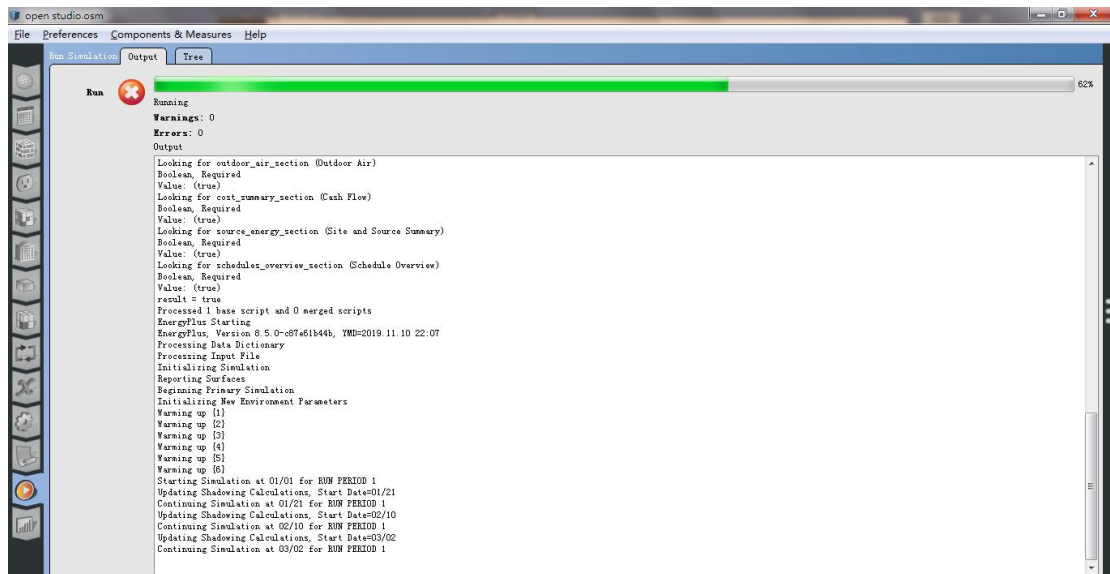 open studio.osm
File Preferences Components & Measures Help
Run Simulation Output Tree
62%
Run
Running
Warnings: 0
Errors: 0
Output
Looking for outdoor_air_section (Outdoor Air)
Boolean, Required
Value: (true)
Looking for cost_summary_section (Cash Flow)
Boolean, Required
Value: (true)
Looking for source_energy_section (Site and Source Summary)
Boolean, Required
Value: (true)
Looking for schedules_overview_section (Schedule Overview)
Boolean, Required
Value: (true)
result = true
Processed 1 base script and 0 merged scripts
EnergyPlus Starting
EnergyPlus, Version 8.5.0-c87e61b44b, YMD=2019.11.10 22:07
Processing Data Dictionary
Processing Input File
Initializing Simulation
Reporting Surfaces
Beginning Primary Simulation
Initializing New Environment Parameters
Warming up {1}
Warming up {2}
Warming up {3}
Warming up {4}
Warming up {5}
Warming up {6}
Starting Simulation at 01/01 for RUN PERIOD 1
Updating Shadowing Calculations, Start Date=01/21
Continuing Simulation at 01/21 for RUN PERIOD 1
Updating Shadowing Calculations, Start Date=02/10
Continuing Simulation at 02/10 for RUN PERIOD 1
Updating Shadowing Calculations, Start Date=03/02
Continuing Simulation at 03/02 for RUN PERIOD 1